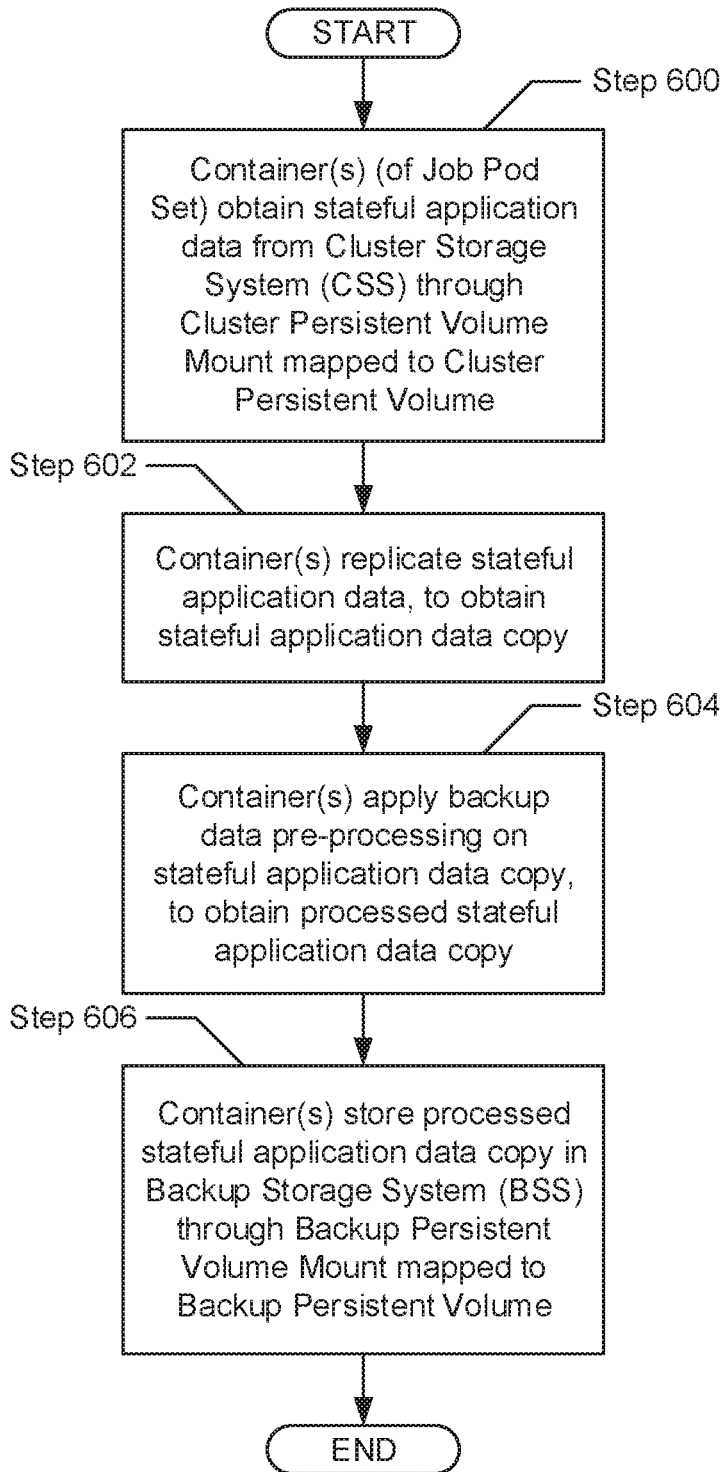 START
Step 600
Container(s) (of Job Pod
Set) obtain stateful application
data from Cluster Storage
System (CSS) through
Cluster Persistent Volume
Mount mapped to Cluster
Persistent Volume
Step 602
Container(s) replicate stateful
application data, to obtain
stateful application data copy
Step 604
Container(s) apply backup
data pre-processing on
stateful application data copy,
to obtain processed stateful
application data copy
Step 606
Container(s) store processed
stateful application data copy in
Backup Storage System (BSS)
through Backup Persistent
Volume Mount mapped to
Backup Persistent Volume
END